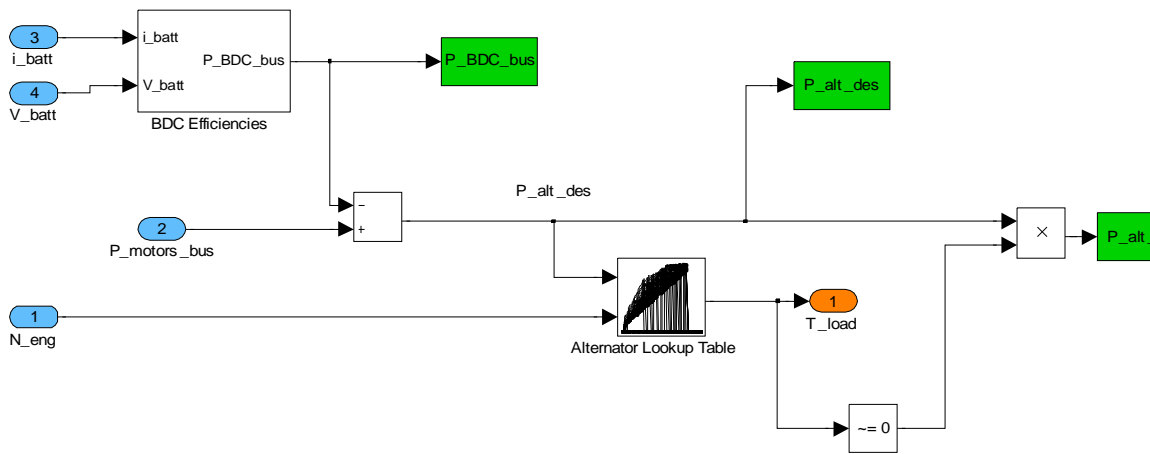 3
i_batt
4
V_batt
i_batt
V_batt
P_BDC_bus
BDC Efficiencies
P_BDC_bus
P_alt_des
P_alt_des
−
+
2
P_motors_bus
×
P_alt_
1
N_eng
Alternator Lookup Table
1
T_load
~= 0